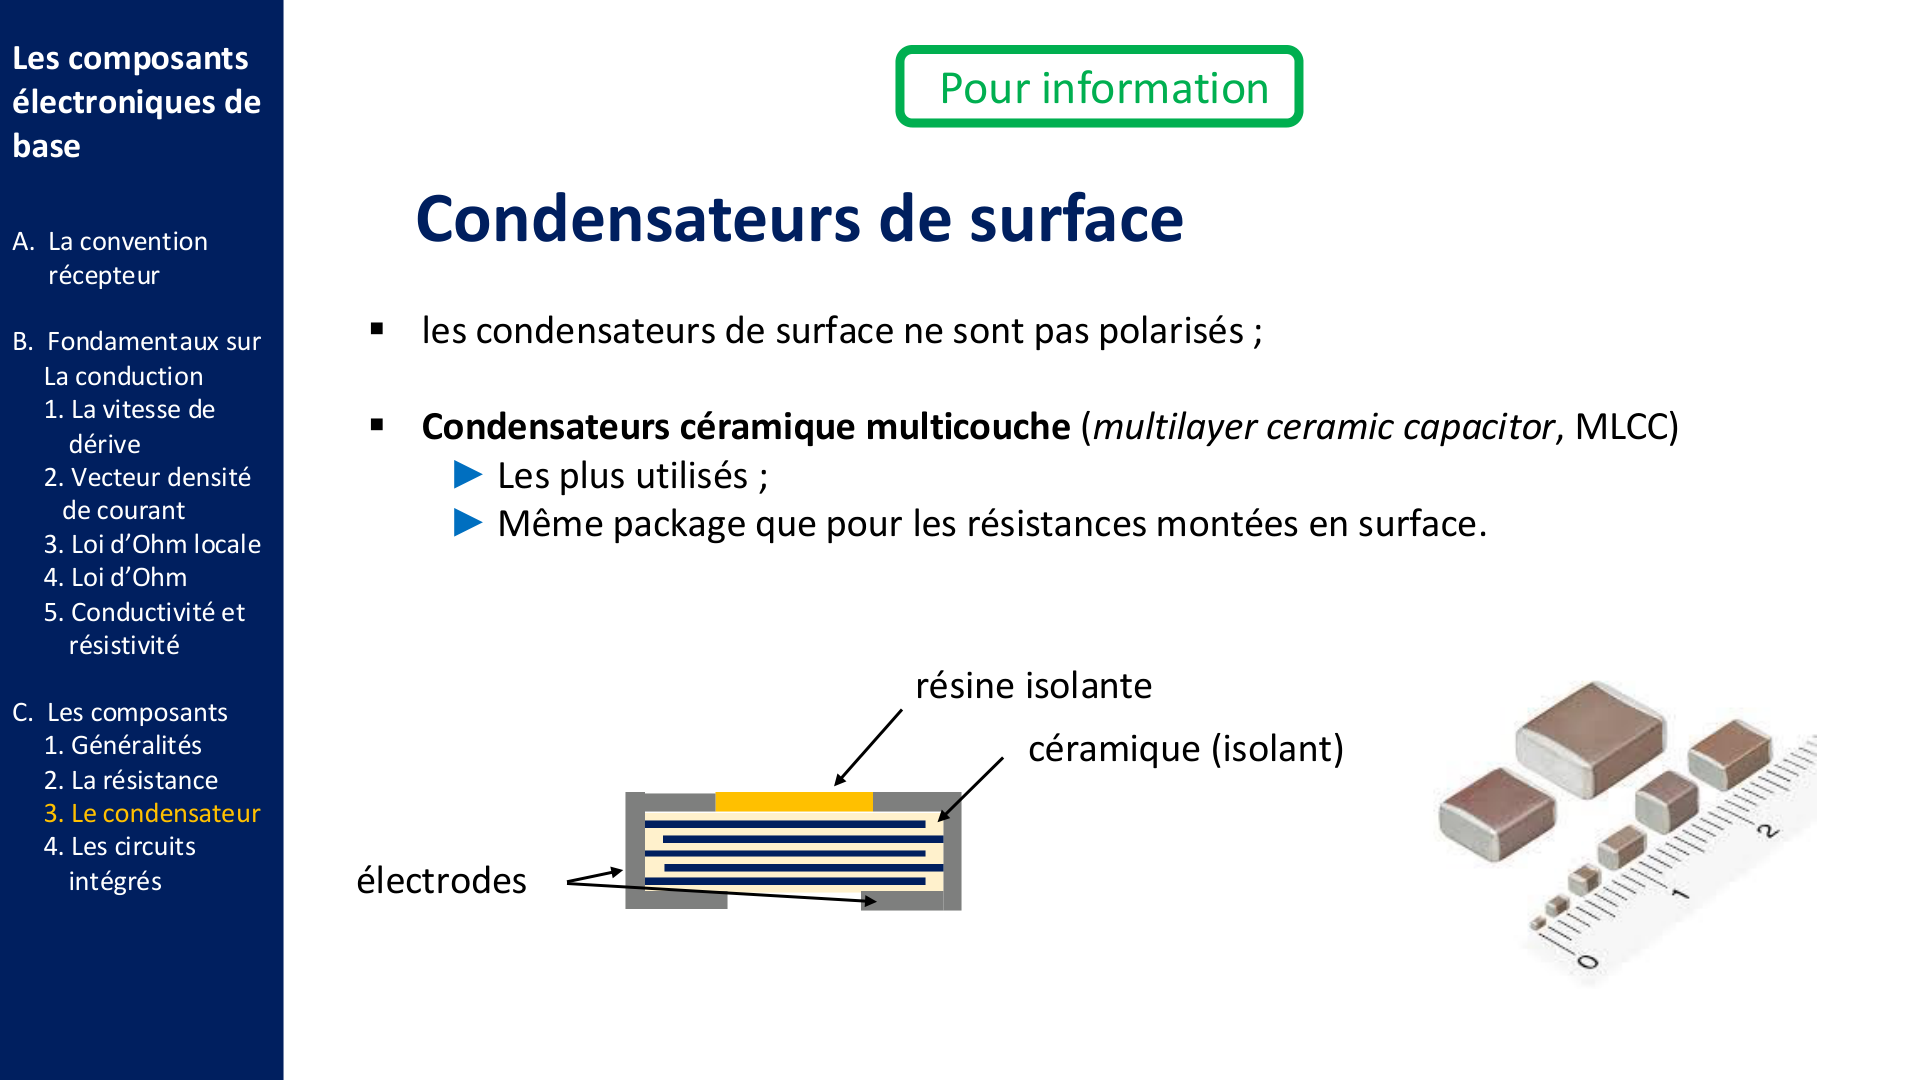 Les composants
électroniques de
base
A. La convention
récepteur
B. Fondamentaux sur
La conduction
1. La vitesse de
dérive
2. Vecteur densité
de courant
3. Loi d’Ohm locale
4. Loi d’Ohm
5. Conductivité et
résistivité
C. Les composants
1. Généralités
2. La résistance
3. Le condensateur
4. Les circuits
intégrés
Pour information
Condensateurs de surface
▪ les condensateurs de surface ne sont pas polarisés ;
▪ Condensateurs céramique multicouche (multilayer ceramic capacitor, MLCC)
► Les plus utilisés ;
► Même package que pour les résistances montées en surface.
résine isolante
céramique (isolant)
électrodes
0
1
2